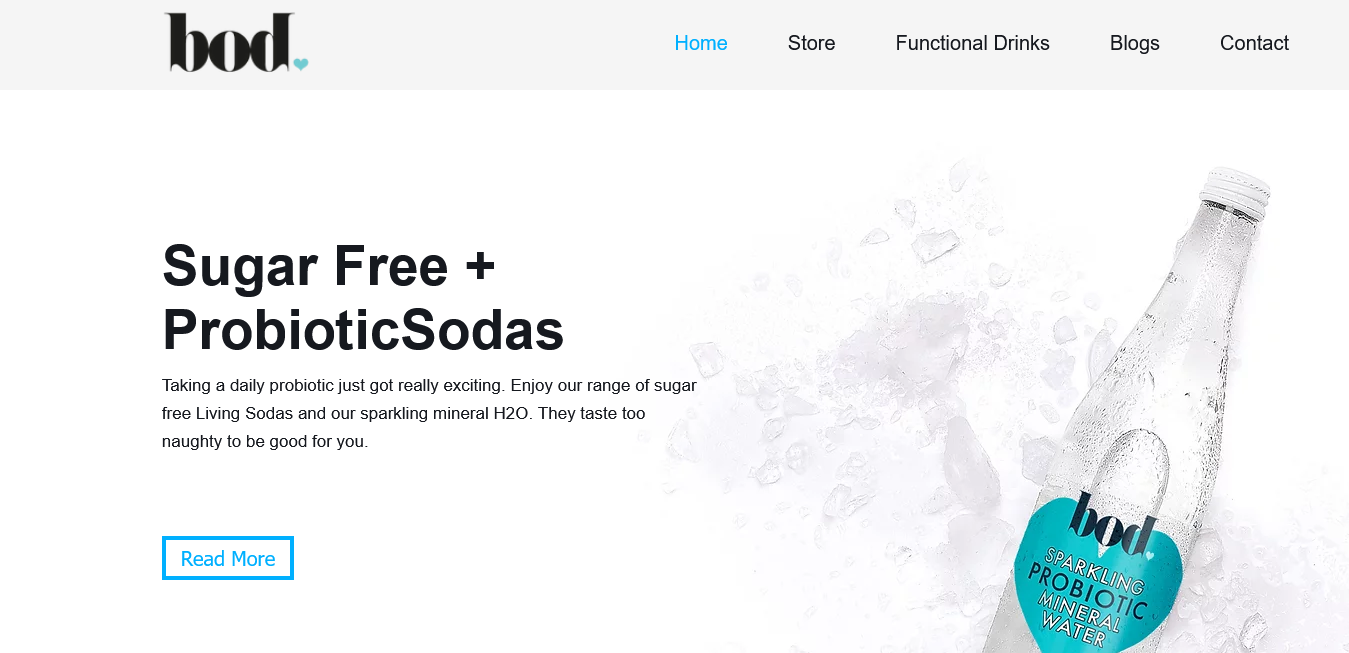 bod.
Home
Store
Functional Drinks
Blogs
Contact
Sugar Free +
ProbioticSodas
Taking a daily probiotic just got really exciting. Enjoy our range of sugar
free Living Sodas and our sparkling mineral H2O. They taste too
naughty to be good for you.
Read More
bod.
SPARKLING
PROBIOTIC
MINERAL
WATER